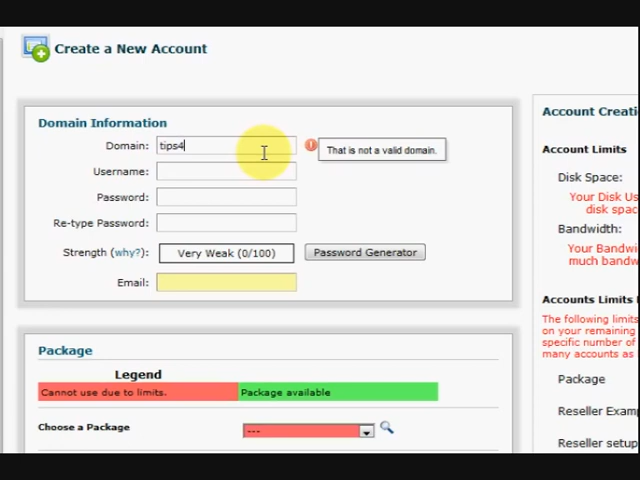 Create a New Account
Domain Information
Domain: tips4
That is not a valid domain.
Username:
Password:
Re-type Password:
Strength (why?): Very Weak (0/100) Password Generator
Email:
Package
Legend
Cannot use due to limits. Package available
Choose a Package ---
Account Creatio
Account Limits
Disk Space:
Your Disk Us
disk spac
Bandwidth:
Your Bandwi
much bandw
Accounts Limits
The following limits
on your remaining
specific number of
many accounts as
Package
Reseller Exam
Reseller setup